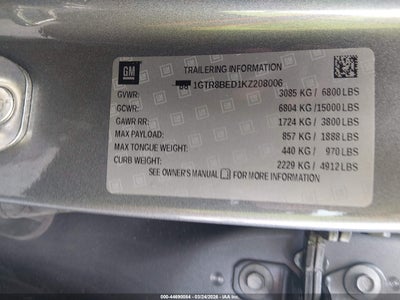 GM
TRAILERING INFORMATION
1GTR8BED1KZ208006
GVWR: 3085 KG / 6800 LBS
GCWR: 6804 KG/15000 LBS
GAWR RR: 1724 KG / 3800 LBS
MAX PAYLOAD: 857 KG / 1888 LBS
MAX TONGUE WEIGHT: 440 KG / 970 LBS
CURB WEIGHT: 2229 KG / 4912 LBS
SEE OWNER'S MANUAL FOR ADDITIONAL INFORMATION
000-44690084 - 03/24/2026 - IAA Inc.